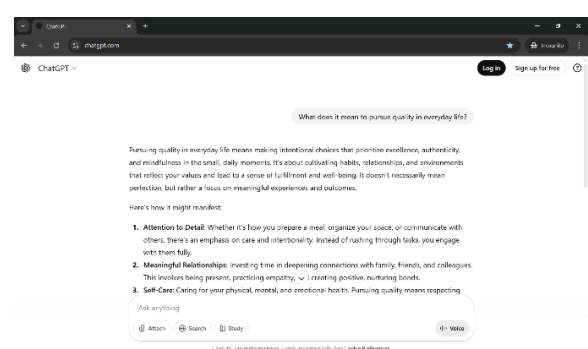 ChatGPT
chatgpt.com
Incognito
ChatGPT
Log in
Sign up for free
What does it mean to pursue quality in everyday life?
Pursuing quality in everyday life means making intentional choices that prioritize excellence, authenticity,
and mindfulness in the small, daily moments. It's about cultivating habits, relationships, and environments
that reflect your values and lead to a sense of fulfillment and well-being. It doesn't necessarily mean
perfection, but rather a focus on meaningful experiences and outcomes.
Here's how it might manifest:
1. Attention to Detail: Whether it's how you prepare a meal, organize your space, or communicate with
others, there's an emphasis on care and intentionality. Instead of rushing through tasks, you engage
with them fully.
2. Meaningful Relationships: Investing time in deepening connections with family, friends, and colleagues.
This involves being present, practicing empathy, creating positive, nurturing bonds.
3. Self-Care: Caring for your physical, mental, and emotional health. Pursuing quality means respecting
Ask anything
Attach
Search
Study
Voice